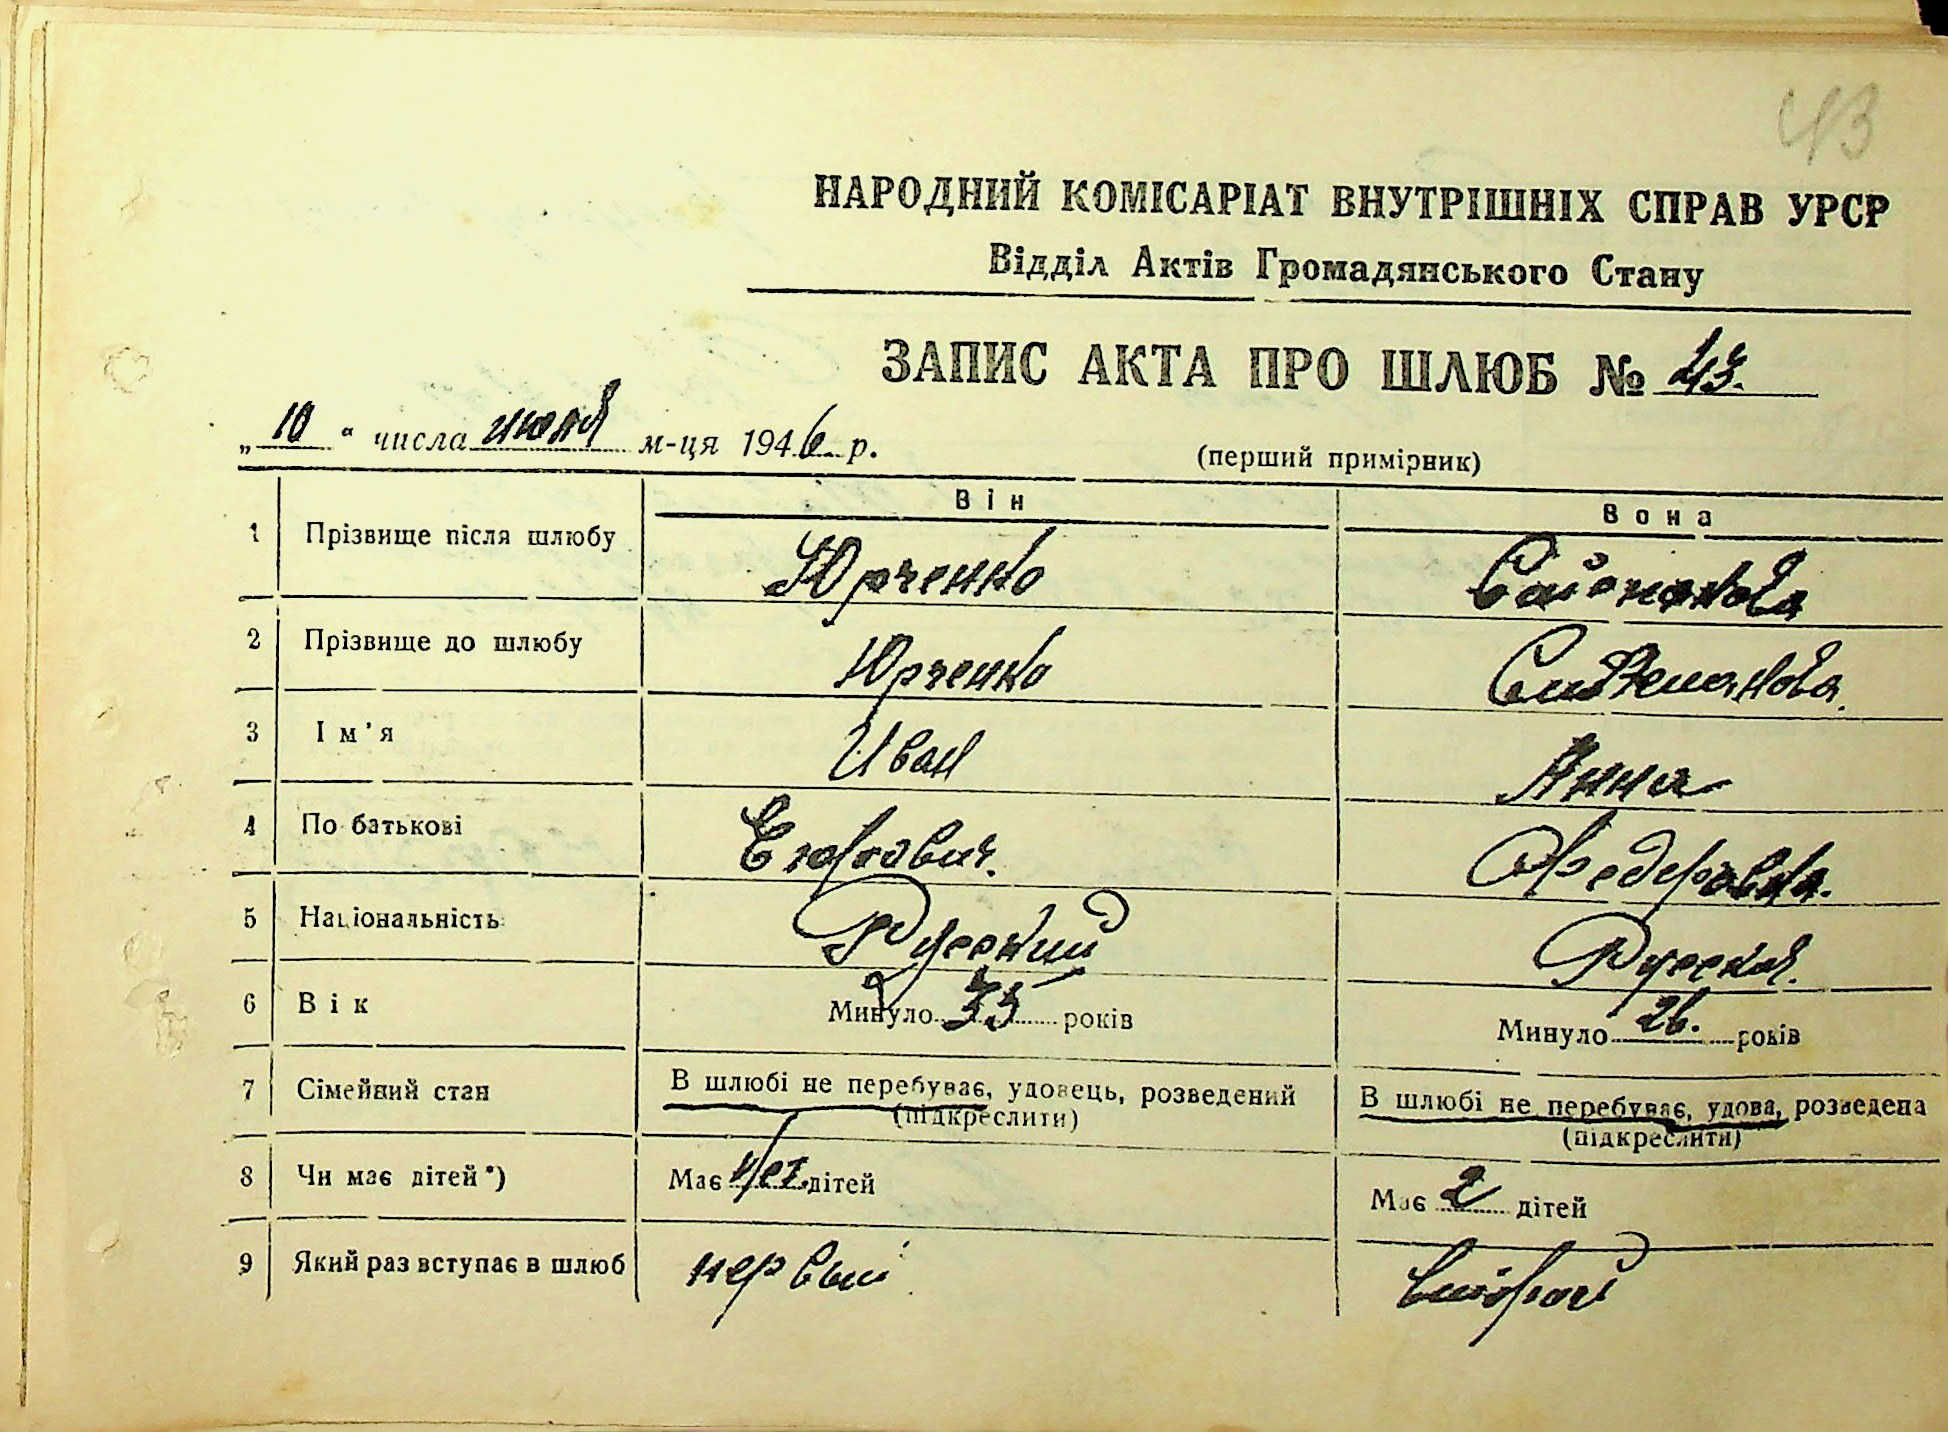 43
НАРОДНИЙ КОМІСАРІАТ ВНУТРІШНІХ СПРАВ УРСР
Відділ Актів Громадянського Стану
ЗАПИС АКТА ПРО ШЛЮБ № 43.
„10“ числа июня м-ця 1946 р. (перший примірник)
Він Вона
1 Прізвище після шлюбу Юрченко
2 Прізвище до шлюбу Юрченко
3 Ім'я Иван Анна
4 По батькові Егорович. Федоровна.
5 Національність Русский Русская.
6 Вік Минуло 33 років Минуло 26. років
7 Сімейний стан В шлюбі не перебуває, удовець, розведений В шлюбі не перебуває, удова, розведена
(підкреслити) (підкреслити)
8 Чи має дітей*) Має нет. дітей Має 2 дітей
9 Який раз вступає в шлюб первый второй